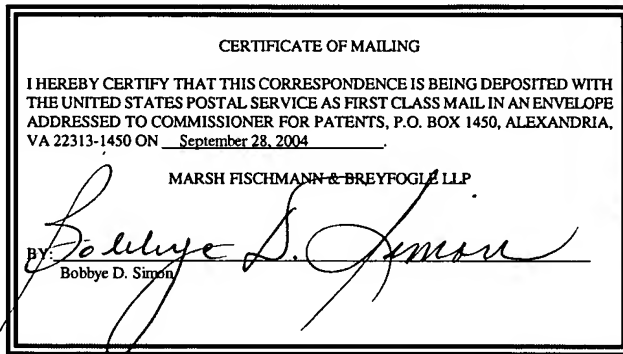 CERTIFICATE OF MAILING
I HEREBY CERTIFY THAT THIS CORRESPONDENCE IS BEING DEPOSITED WITH
THE UNITED STATES POSTAL SERVICE AS FIRST CLASS MAIL IN AN ENVELOPE
ADDRESSED TO COMMISSIONER FOR PATENTS, P.O. BOX 1450, ALEXANDRIA,
VA 22313-1450 ON September 28, 2004.
MARSH FISCHMANN & BREYFOGLE LLP
BY: Bobbye D. Simon
Bobbye D. Simon